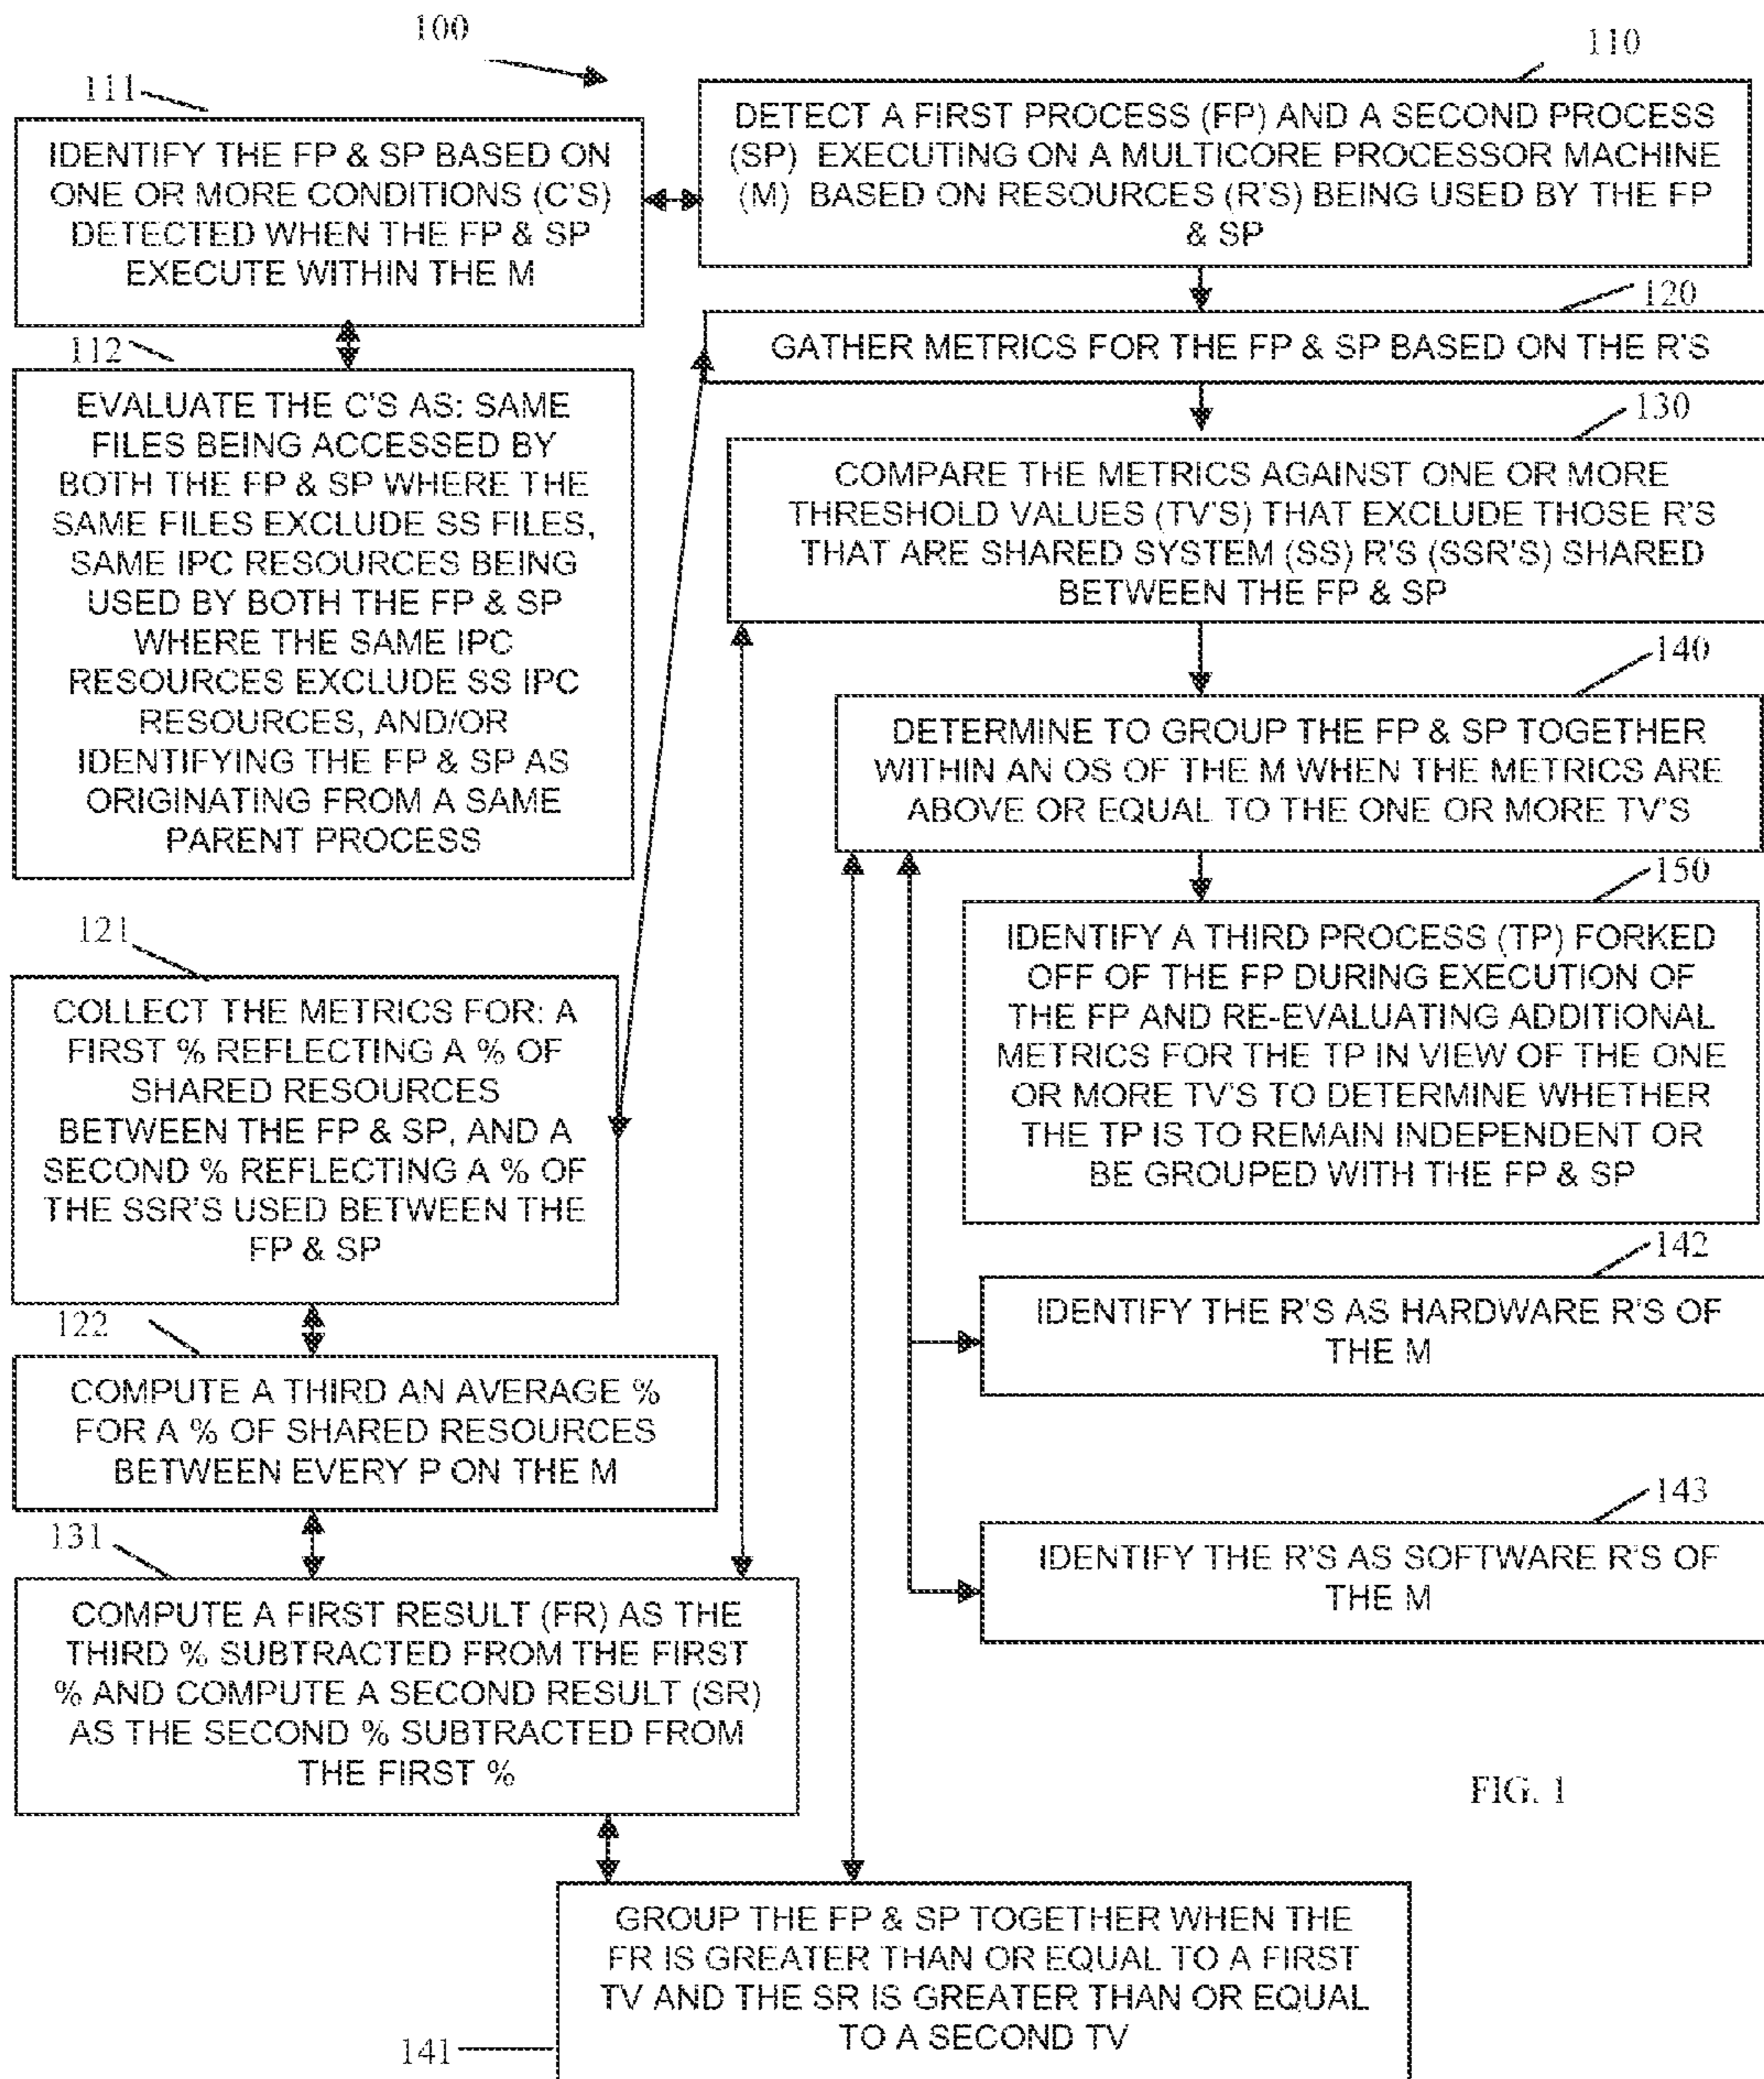 100
110
DETECT A FIRST PROCESS (FP) AND A SECOND PROCESS
(SP) EXECUTING ON A MULTICORE PROCESSOR MACHINE
(M) BASED ON RESOURCES (R'S) BEING USED BY THE FP
& SP
111
IDENTIFY THE FP & SP BASED ON
ONE OR MORE CONDITIONS (C'S)
DETECTED WHEN THE FP & SP
EXECUTE WITHIN THE M
112
EVALUATE THE C'S AS: SAME
FILES BEING ACCESSED BY
BOTH THE FP & SP WHERE THE
SAME FILES EXCLUDE SS FILES,
SAME IPC RESOURCES BEING
USED BY BOTH THE FP & SP
WHERE THE SAME IPC
RESOURCES EXCLUDE SS IPC
RESOURCES, AND/OR
IDENTIFYING THE FP & SP AS
ORIGINATING FROM A SAME
PARENT PROCESS
120
GATHER METRICS FOR THE FP & SP BASED ON THE R'S
130
COMPARE THE METRICS AGAINST ONE OR MORE
THRESHOLD VALUES (TV'S) THAT EXCLUDE THOSE R'S
THAT ARE SHARED SYSTEM (SS) R'S (SSR'S) SHARED
BETWEEN THE FP & SP
140
DETERMINE TO GROUP THE FP & SP TOGETHER
WITHIN AN OS OF THE M WHEN THE METRICS ARE
ABOVE OR EQUAL TO THE ONE OR MORE TV'S
150
IDENTIFY A THIRD PROCESS (TP) FORKED
OFF OF THE FP DURING EXECUTION OF
THE FP AND RE-EVALUATING ADDITIONAL
METRICS FOR THE TP IN VIEW OF THE ONE
OR MORE TV'S TO DETERMINE WHETHER
THE TP IS TO REMAIN INDEPENDENT OR
BE GROUPED WITH THE FP & SP
121
COLLECT THE METRICS FOR: A
FIRST % REFLECTING A % OF
SHARED RESOURCES
BETWEEN THE FP & SP, AND A
SECOND % REFLECTING A % OF
THE SSR'S USED BETWEEN THE
FP & SP
122
COMPUTE A THIRD AN AVERAGE %
FOR A % OF SHARED RESOURCES
BETWEEN EVERY P ON THE M
142
IDENTIFY THE R'S AS HARDWARE R'S OF
THE M
143
IDENTIFY THE R'S AS SOFTWARE R'S OF
THE M
131
COMPUTE A FIRST RESULT (FR) AS THE
THIRD % SUBTRACTED FROM THE FIRST
% AND COMPUTE A SECOND RESULT (SR)
AS THE SECOND % SUBTRACTED FROM
THE FIRST %
FIG. 1
GROUP THE FP & SP TOGETHER WHEN THE
FR IS GREATER THAN OR EQUAL TO A FIRST
TV AND THE SR IS GREATER THAN OR EQUAL
TO A SECOND TV
141